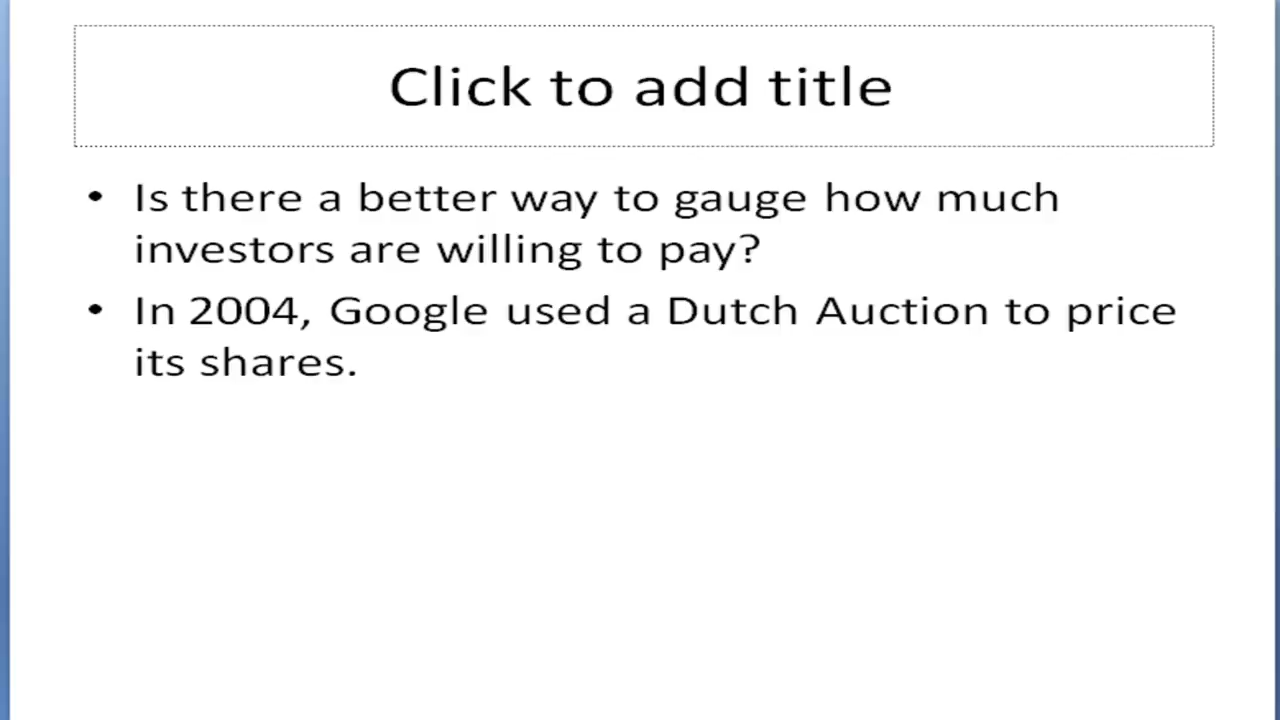 Click to add title
• Is there a better way to gauge how much
investors are willing to pay?
• In 2004, Google used a Dutch Auction to price
its shares.